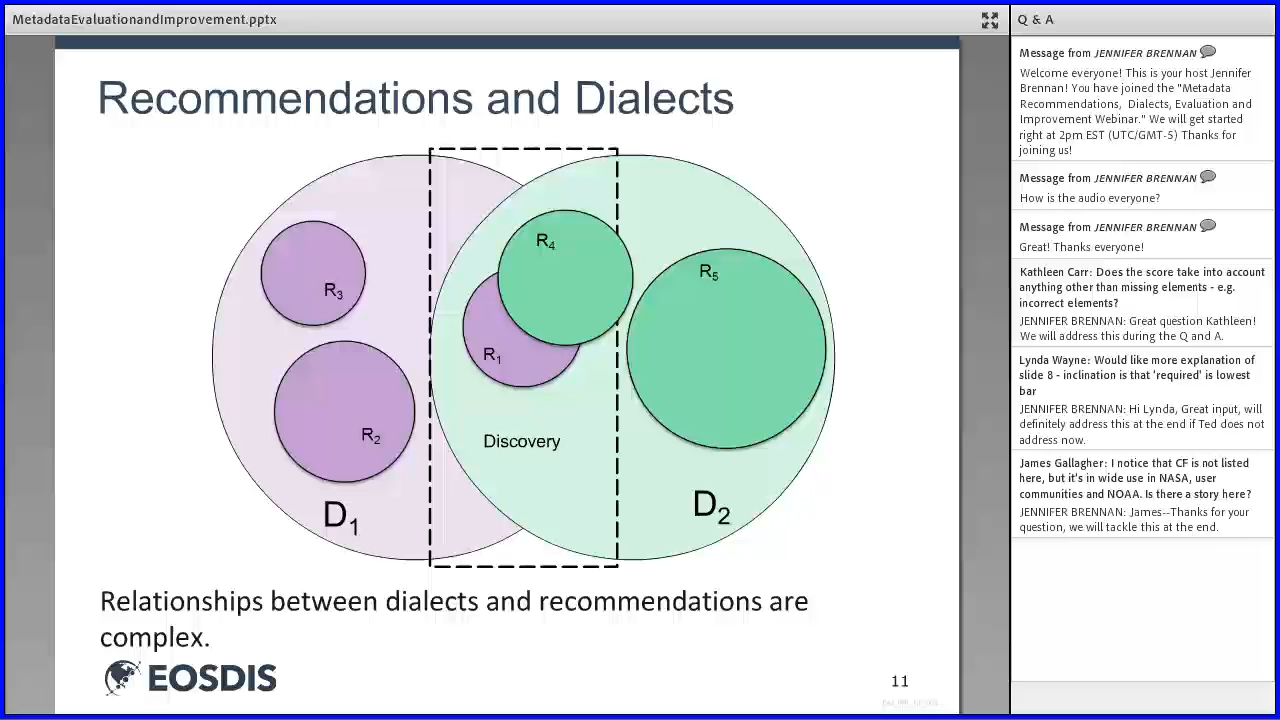 MetadataEvaluationandImprovement.pptx
Recommendations and Dialects
R4
R5
R3
R1
R2
Discovery
D1
D2
Relationships between dialects and recommendations are
complex.
EOSDIS
11
Q & A
Message from JENNIFER BRENNAN
Welcome everyone! This is your host Jennifer
Brennan! You have joined the "Metadata
Recommendations, Dialects, Evaluation and
Improvement Webinar." We will get started
right at 2pm EST (UTC/GMT-5) Thanks for
joining us!
Message from JENNIFER BRENNAN
How is the audio everyone?
Message from JENNIFER BRENNAN
Great! Thanks everyone!
Kathleen Carr: Does the score take into account
anything other than missing elements - e.g.
incorrect elements?
JENNIFER BRENNAN: Great question Kathleen!
We will address this during the Q and A.
Lynda Wayne: Would like more explanation of
slide 8 - inclination is that 'required' is lowest
bar
JENNIFER BRENNAN: Hi Lynda, Great input, will
definitely address this at the end if Ted does not
address now.
James Gallagher: I notice that CF is not listed
here, but it's in wide use in NASA, user
communities and NOAA. Is there a story here?
JENNIFER BRENNAN: James--Thanks for your
question, we will tackle this at the end.